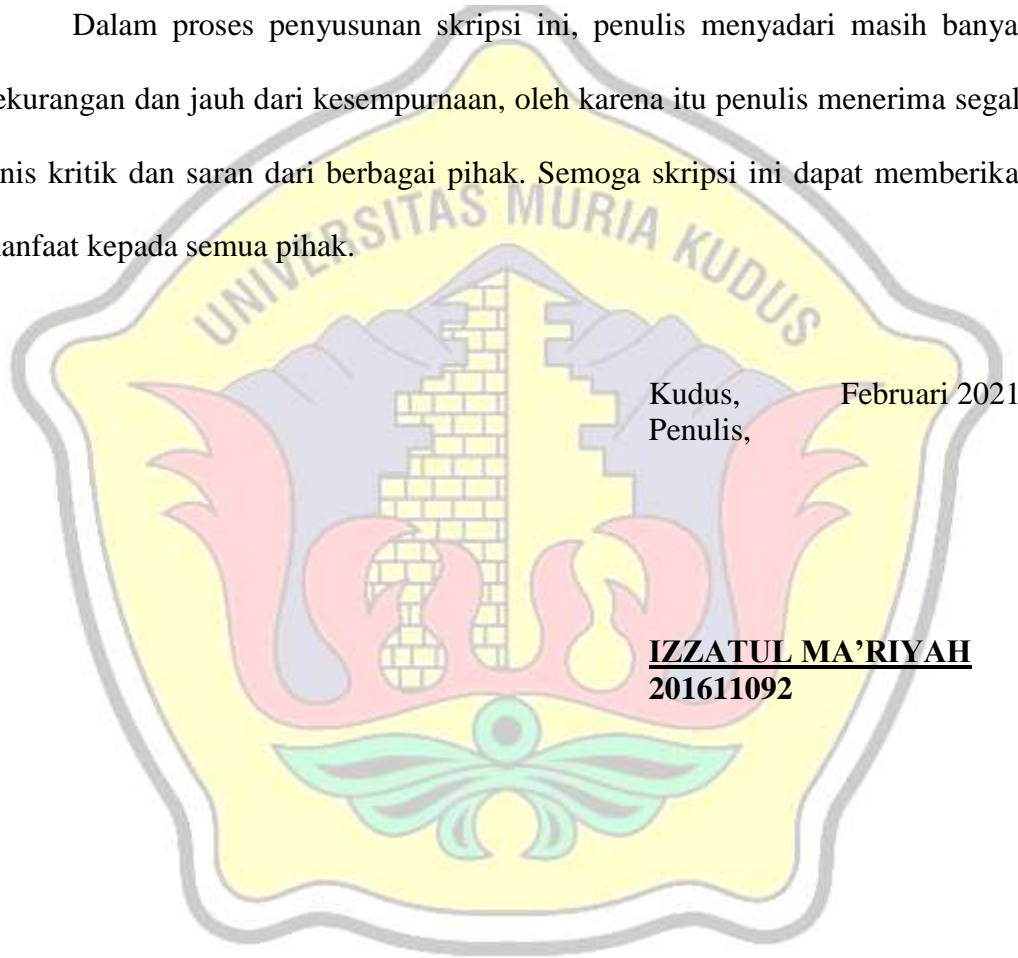 Dalam proses penyusunan skripsi ini, penulis menyadari masih banya
ekurangan dan jauh dari kesempurnaan, oleh karena itu penulis menerima segal
nis kritik dan saran dari berbagai pihak. Semoga skripsi ini dapat memberika
anfaat kepada semua pihak.
UNIVERSITAS MURIA KUDUS
Kudus, Februari 2021
Penulis,
IZZATUL MA’RIYAH
201611092